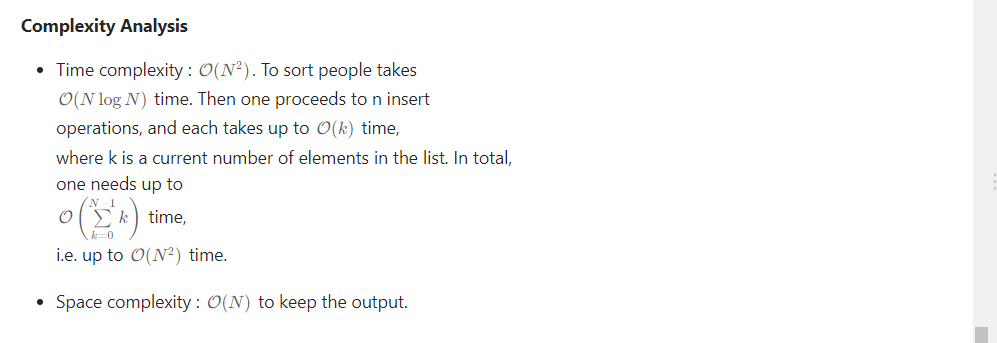 Complexity Analysis
• Time complexity : O(N²). To sort people takes
O(N log N) time. Then one proceeds to n insert
operations, and each takes up to O(k) time,
where k is a current number of elements in the list. In total,
one needs up to
O(∑_{k=0}^{N-1} k) time,
i.e. up to O(N²) time.
• Space complexity : O(N) to keep the output.